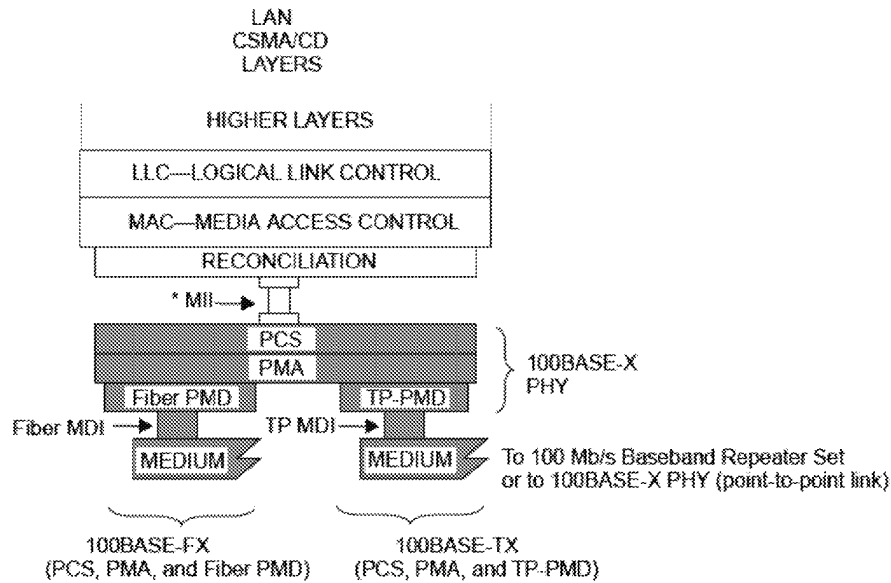 LAN
CSMA/CD
LAYERS
HIGHER LAYERS
LLC—LOGICAL LINK CONTROL
MAC—MEDIA ACCESS CONTROL
RECONCILIATION
* MII
PCS
PMA
100BASE-X
PHY
Fiber PMD
TP-PMD
Fiber MDI
TP MDI
MEDIUM
MEDIUM
To 100 Mb/s Baseband Repeater Set
or to 100BASE-X PHY (point-to-point link)
100BASE-FX
(PCS, PMA, and Fiber PMD)
100BASE-TX
(PCS, PMA, and TP-PMD)